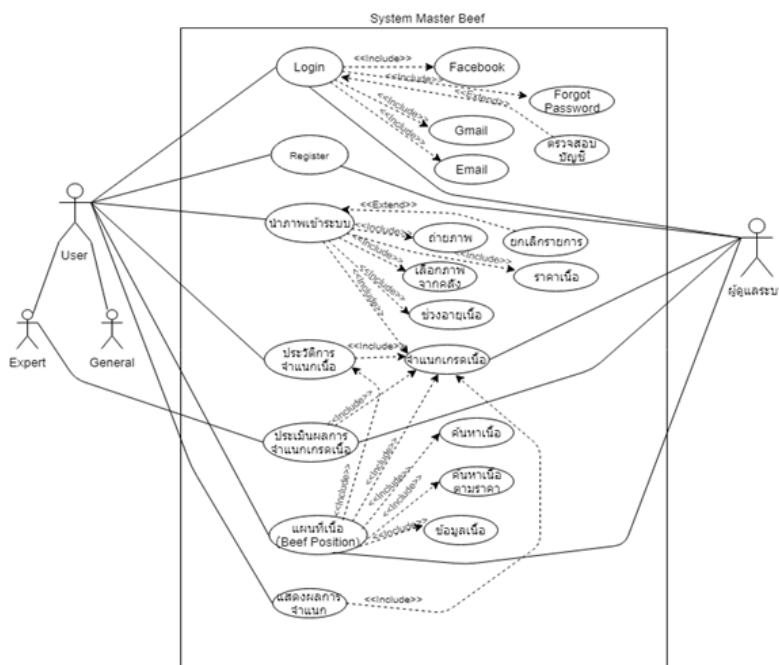 System Master Beef
Login
<<Include>>
Facebook
<<Include>>
Forgot
Password
<<Extend>>
<<Include>>
<<Include>>
Gmail
Email
ตรวจสอบ
บัญชี
Register
User
Expert
General
ผู้ดูแลระบบ
<<Extend>>
นำภาพเข้าระบบ
<<Include>>
ถ่ายภาพ
ยกเลิกรายการ
<<Include>>
<<Include>>
เลือกภาพ
จากคลัง
ราคาเนื้อ
<<Include>>
<<Include>>
ช่วงอายุเนื้อ
ประวัติการ
จำแนกเนื้อ
<<Include>>
จำแนกเกรดเนื้อ
ประเมินผลการ
จำแนกเกรดเนื้อ
<<Include>>
<<Include>>
<<Include>>
<<Include>>
<<Include>>
ค้นหาเนื้อ
ค้นหาเนื้อ
ตามราคา
แผนที่เนื้อ
(Beef Position)
<<Include>>
ข้อมูลเนื้อ
แสดงผลการ
จำแนก
<<Include>>